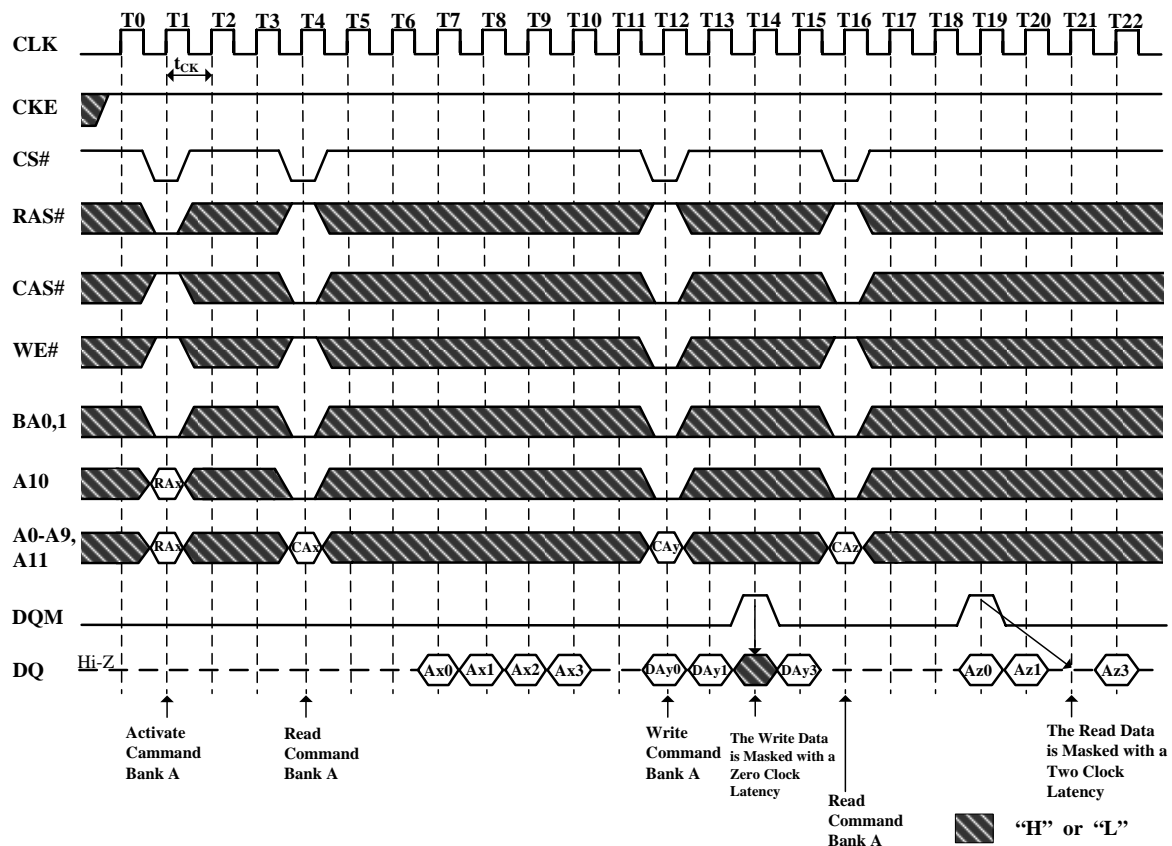 T0 T1 T2 T3 T4 T5 T6 T7 T8 T9 T10 T11 T12 T13 T14 T15 T16 T17 T18 T19 T20 T21 T22
CLK
tCK
CKE
CS#
RAS#
CAS#
WE#
BA0,1
A10
RAx
A0-A9,
A11
RAx CAx CAy CAz
DQM
DQ
Hi-Z
Ax0 Ax1 Ax2 Ax3 DAy0 DAy1 DAy3 Az0 Az1 Az3
Activate
Cammand
Bank A
Read
Command
Bank A
Write
Command
Bank A
The Write Data
is Masked with a
Zero Clock
Latency
Read
Command
Bank A
The Read Data
is Masked with a
Two Clock
Latency
“H” or “L”